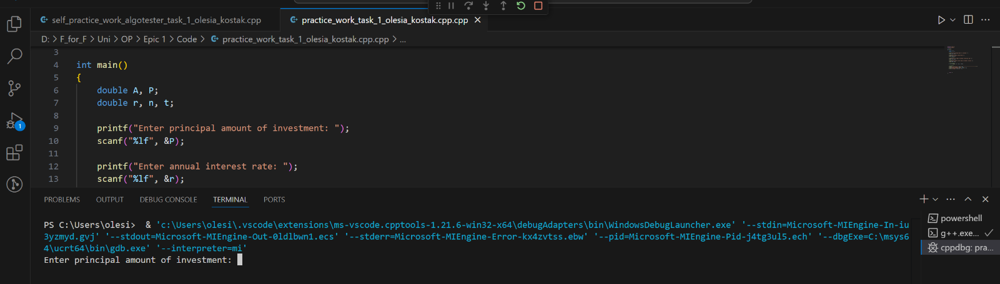 self_practice_work_algotester_task_1_olesia_kostak.cpp practice_work_task_1_olesia_kostak.cpp.cpp
D: > F_for_F > Uni > OP > Epic 1 > Code > practice_work_task_1_olesia_kostak.cpp.cpp > ...
3
4 int main()
5 {
6 double A, P;
7 double r, n, t;
8
9 printf("Enter principal amount of investment: ");
10 scanf("%lf", &P);
11
12 printf("Enter annual interest rate: ");
13 scanf("%lf", &r);
1
PROBLEMS OUTPUT DEBUG CONSOLE TERMINAL PORTS
PS C:\Users\olesi>  & 'c:\Users\olesi\.vscode\extensions\ms-vscode.cpptools-1.21.6-win32-x64\debugAdapters\bin\WindowsDebugLauncher.exe' '--stdin=Microsoft-MIEngine-In-iu
3yzmyd.gvj' '--stdout=Microsoft-MIEngine-Out-0ldlbwn1.ecs' '--stderr=Microsoft-MIEngine-Error-kx4zvtss.ebw' '--pid=Microsoft-MIEngine-Pid-j4tg3ul5.ech' '--dbgExe=C:\msys6
4\ucrt64\bin\gdb.exe' '--interpreter=mi'
Enter principal amount of investment:
powershell
g++.exe...
cppdbg: pra...